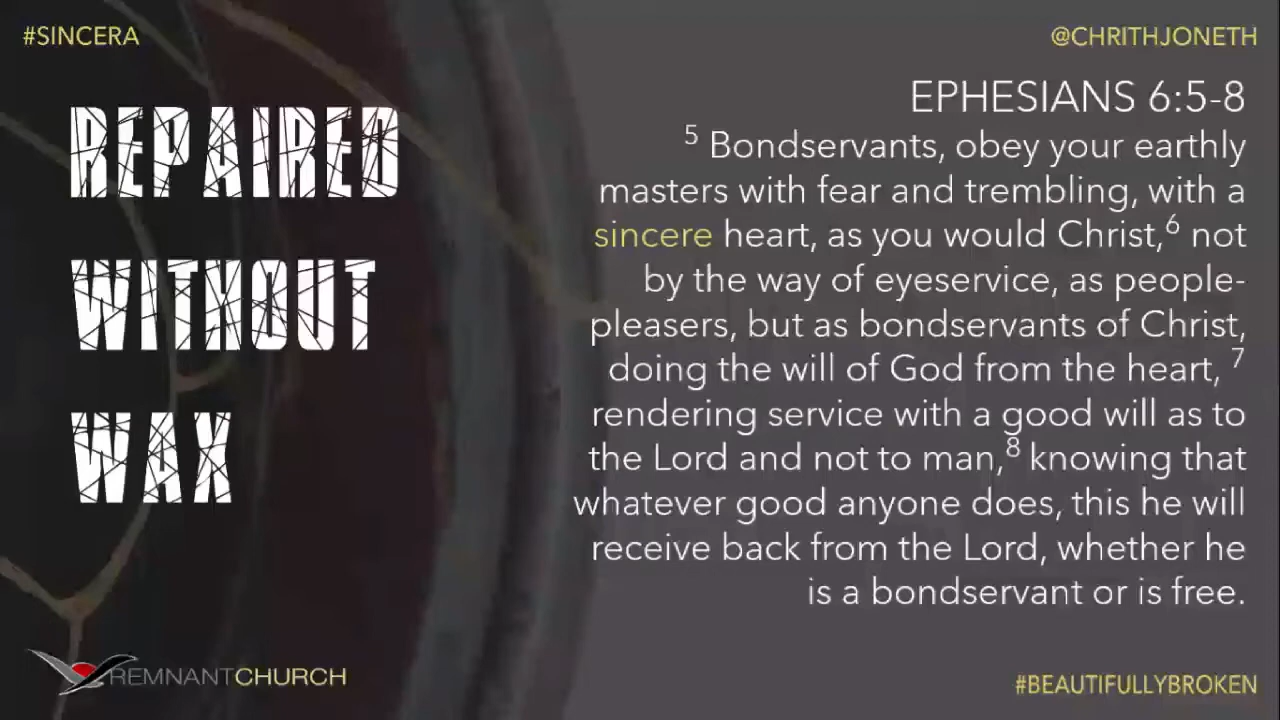 #SINCERA
@CHRITHJONETH
REPAIRED
WITHOUT
WAX
EPHESIANS 6:5-8
5 Bondservants, obey your earthly
masters with fear and trembling, with a
sincere heart, as you would Christ,6 not
by the way of eyeservice, as people-
pleasers, but as bondservants of Christ,
doing the will of God from the heart, 7
rendering service with a good will as to
the Lord and not to man,8 knowing that
whatever good anyone does, this he will
receive back from the Lord, whether he
is a bondservant or is free.
REMNANTCHURCH
#BEAUTIFULLYBROKEN